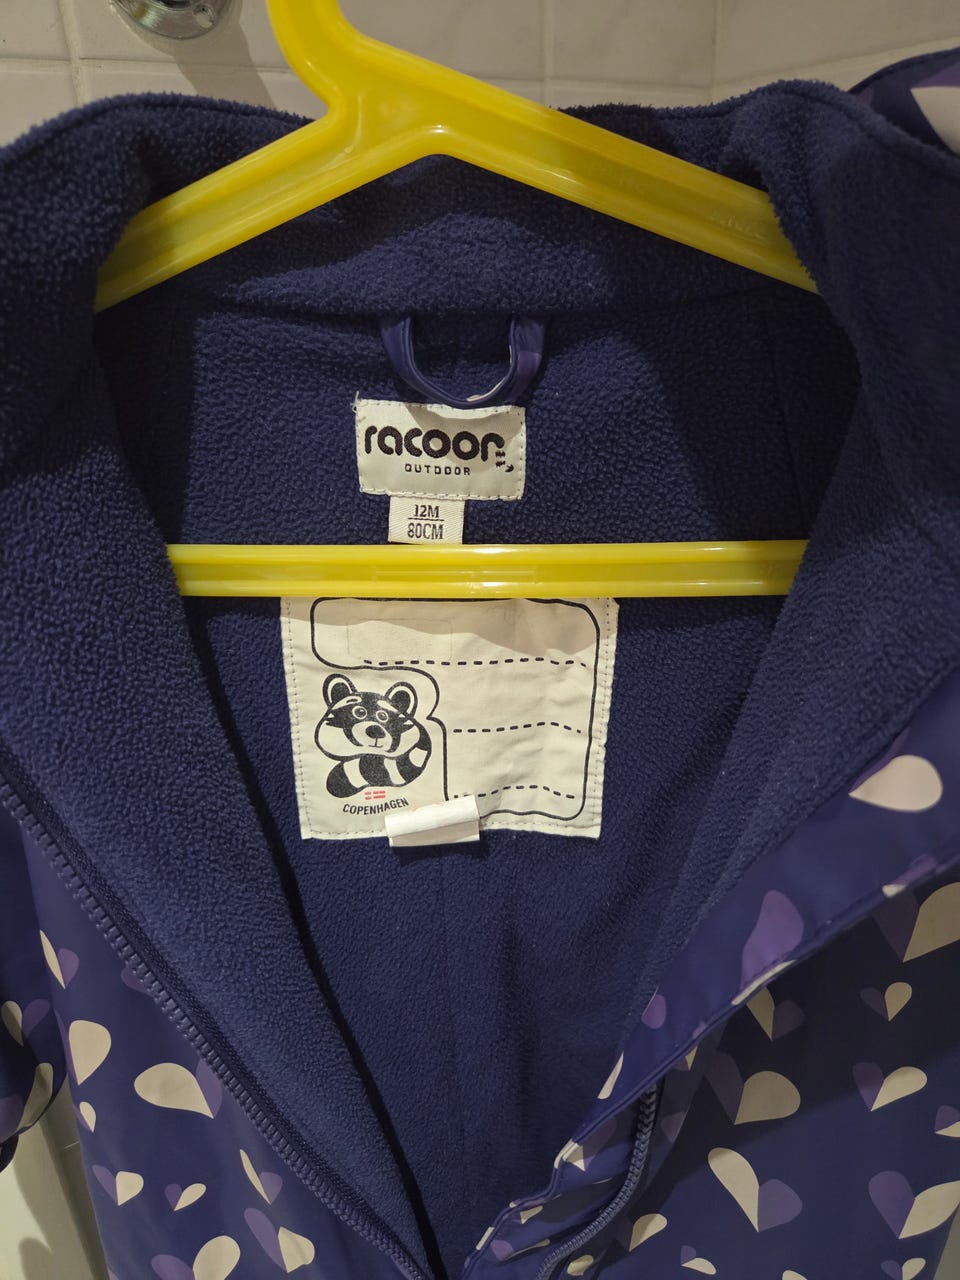 racoon
OUTDOOR
12M
80CM
COPENHAGEN